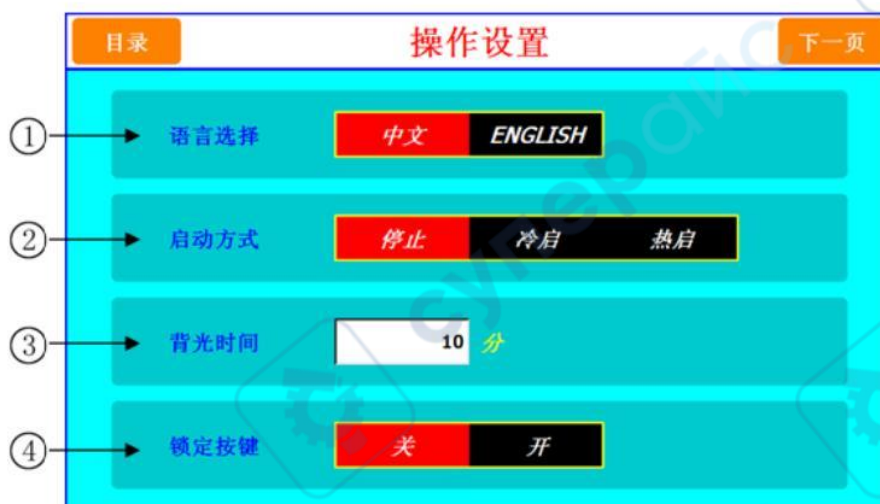 目录 操作设置 下一页
① 语言选择 中文 ENGLISH
② 启动方式 停止 冷启 热启
③ 背光时间 10 分
④ 锁定按键 关 开
суперайс